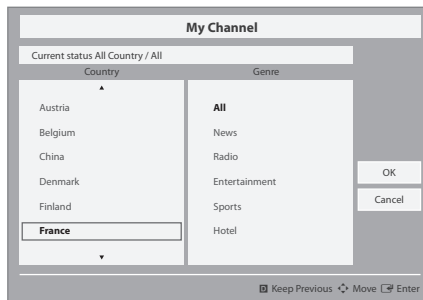 My Channel
Current status All Country / All
Country
Genre
Austria
Belgium
China
Denmark
Finland
France
All
News
Radio
Entertainment
Sports
Hotel
OK
Cancel
D Keep Previous Move Enter